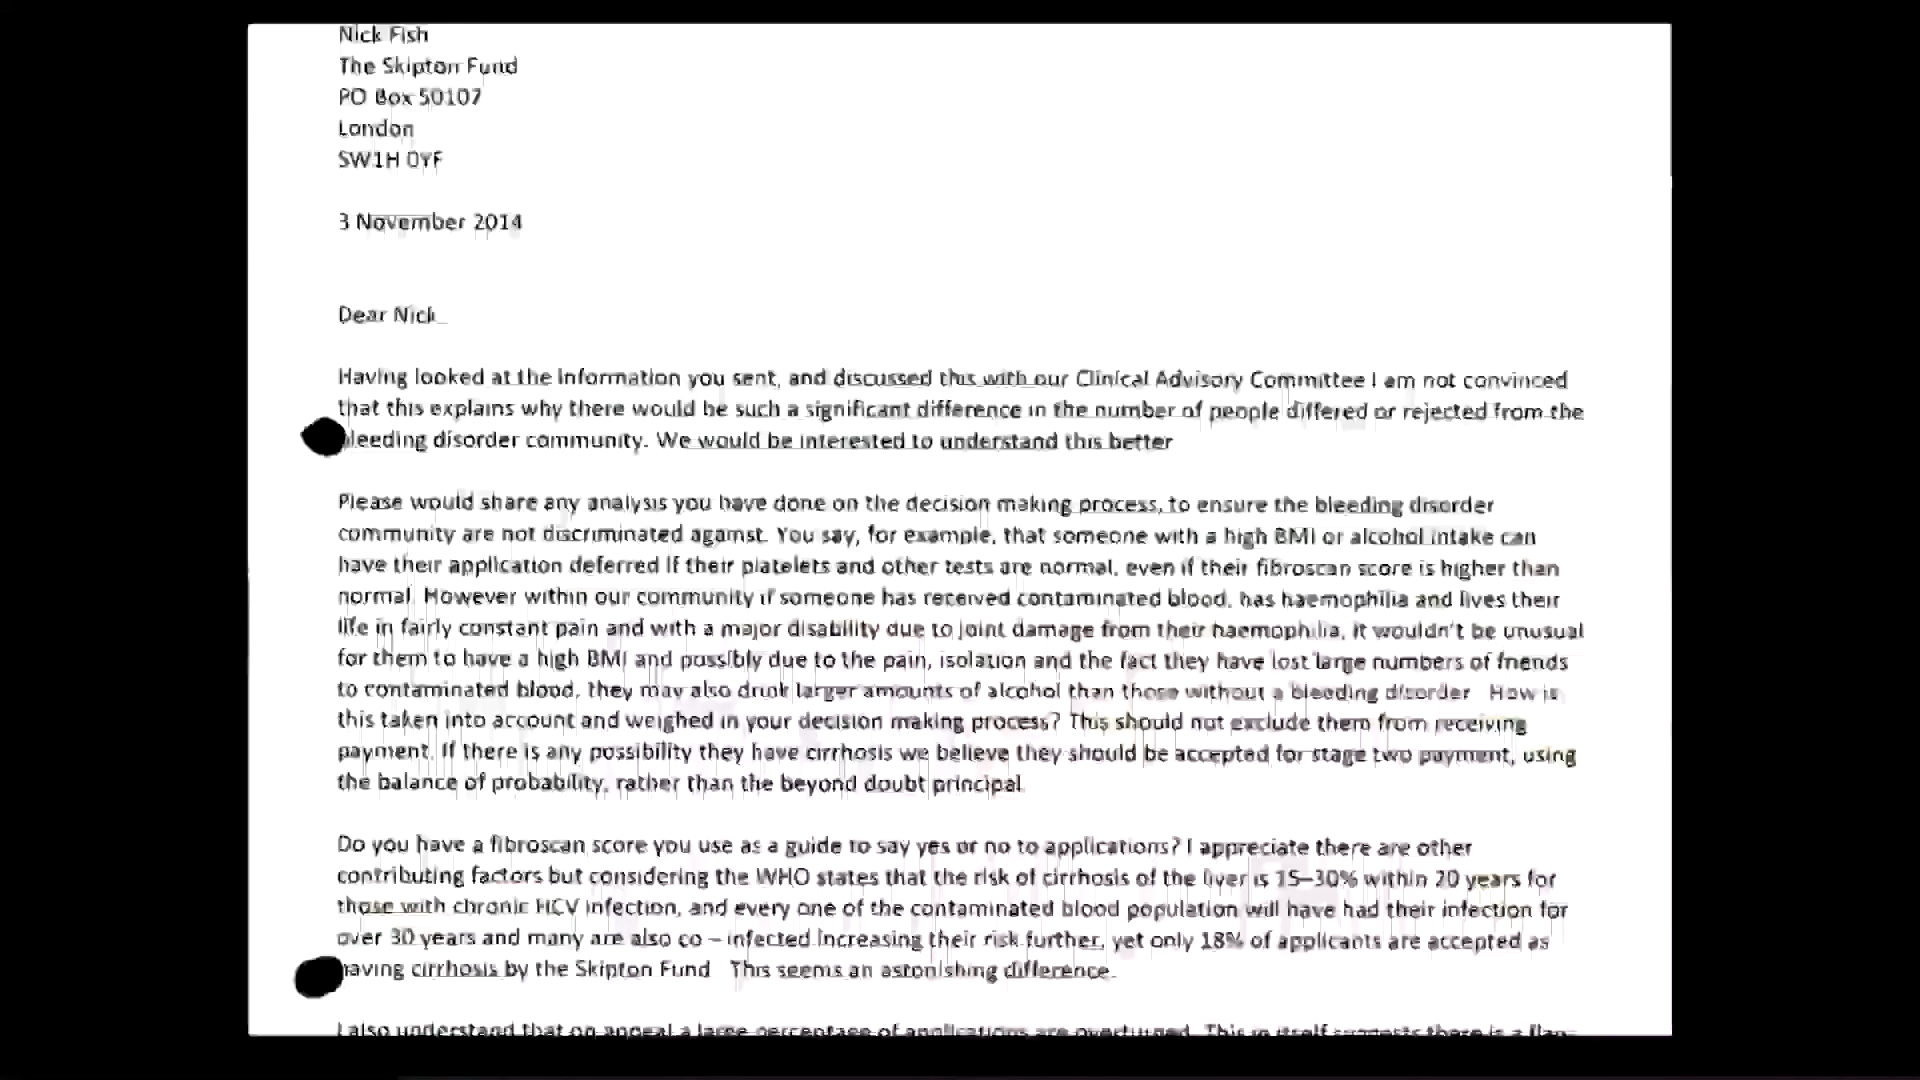 Nick Fish
The Skipton Fund
PO Box 50107
London
SW1H 0YF
3 November 2014
Dear Nick
Having looked at the information you sent, and discussed this with our Clinical Advisory Committee I am not convinced
that this explains why there would be such a significant difference in the number of people differed or rejected from the
bleeding disorder community. We would be interested to understand this better
Please would share any analysis you have done on the decision making process, to ensure the bleeding disorder
community are not discriminated against. You say, for example, that someone with a high BMI or alcohol intake can
have their application deferred if their platelets and other tests are normal, even if their fibroscan score is higher than
normal. However within our community if someone has received contaminated blood, has haemophilia and lives their
life in fairly constant pain and with a major disability due to joint damage from their haemophilia, it wouldn't be unusual
for them to have a high BMI and possibly due to the pain, isolation and the fact they have lost large numbers of friends
to contaminated blood, they may also drink larger amounts of alcohol than those without a bleeding disorder How is
this taken into account and weighed in your decision making process? This should not exclude them from receiving
payment. If there is any possibility they have cirrhosis we believe they should be accepted for stage two payment, using
the balance of probability, rather than the beyond doubt principal.
Do you have a fibroscan score you use as a guide to say yes or no to applications? I appreciate there are other
contributing factors but considering the WHO states that the risk of cirrhosis of the liver is 15–30% within 20 years for
those with chronic HCV infection, and every one of the contaminated blood population will have had their infection for
over 30 years and many are also co – infected increasing their risk further, yet only 18% of applicants are accepted as
having cirrhosis by the Skipton Fund This seems an astonishing difference.
I also understand that on appeal a large percentage of applications are overturned. This in itself suggests there is a flaw